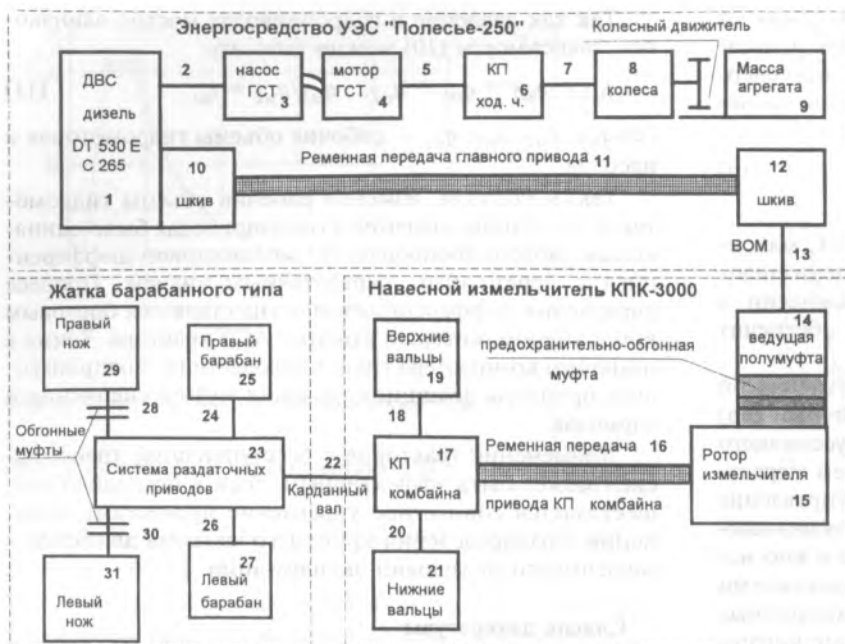 Энергосредство УЭС "Полесье-250"
Колесный движитель
ДВС
дизель
DT 530 E
C 265
1
2
насос
ГСТ 3
мотор
ГСТ 4
5
КП 6
ход. ч.
7
8
колеса
Масса
агрегата
9
10
шкив
Ременная передача главного привода 11
12
шкив
ВОМ
13
Жатка барабанного типа
Правый
нож
29
Правый
барабан
25
28
24
Обгонные
муфты
23
Система раздаточных
приводов
30
26
31
Левый
нож
27
Левый
барабан
22
Карданный
вал
Навесной измельчитель КПК-3000
Верхние
вальцы
19
предохранительно-обгонная
муфта
14
ведущая
полумуфта
18
17
КП
комбайна
Ременная передача 16
привода КП комбайна
Ротор
измельчителя
15
20
21
Нижние
вальцы